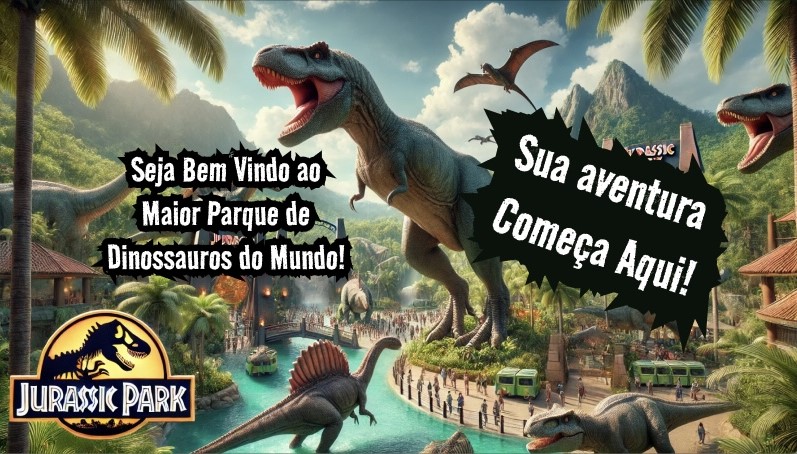 Seja Bem Vindo ao
Maior Parque de
Dinossauros do Mundo!
Sua aventura
Começa Aqui!
JURASSIC PARK